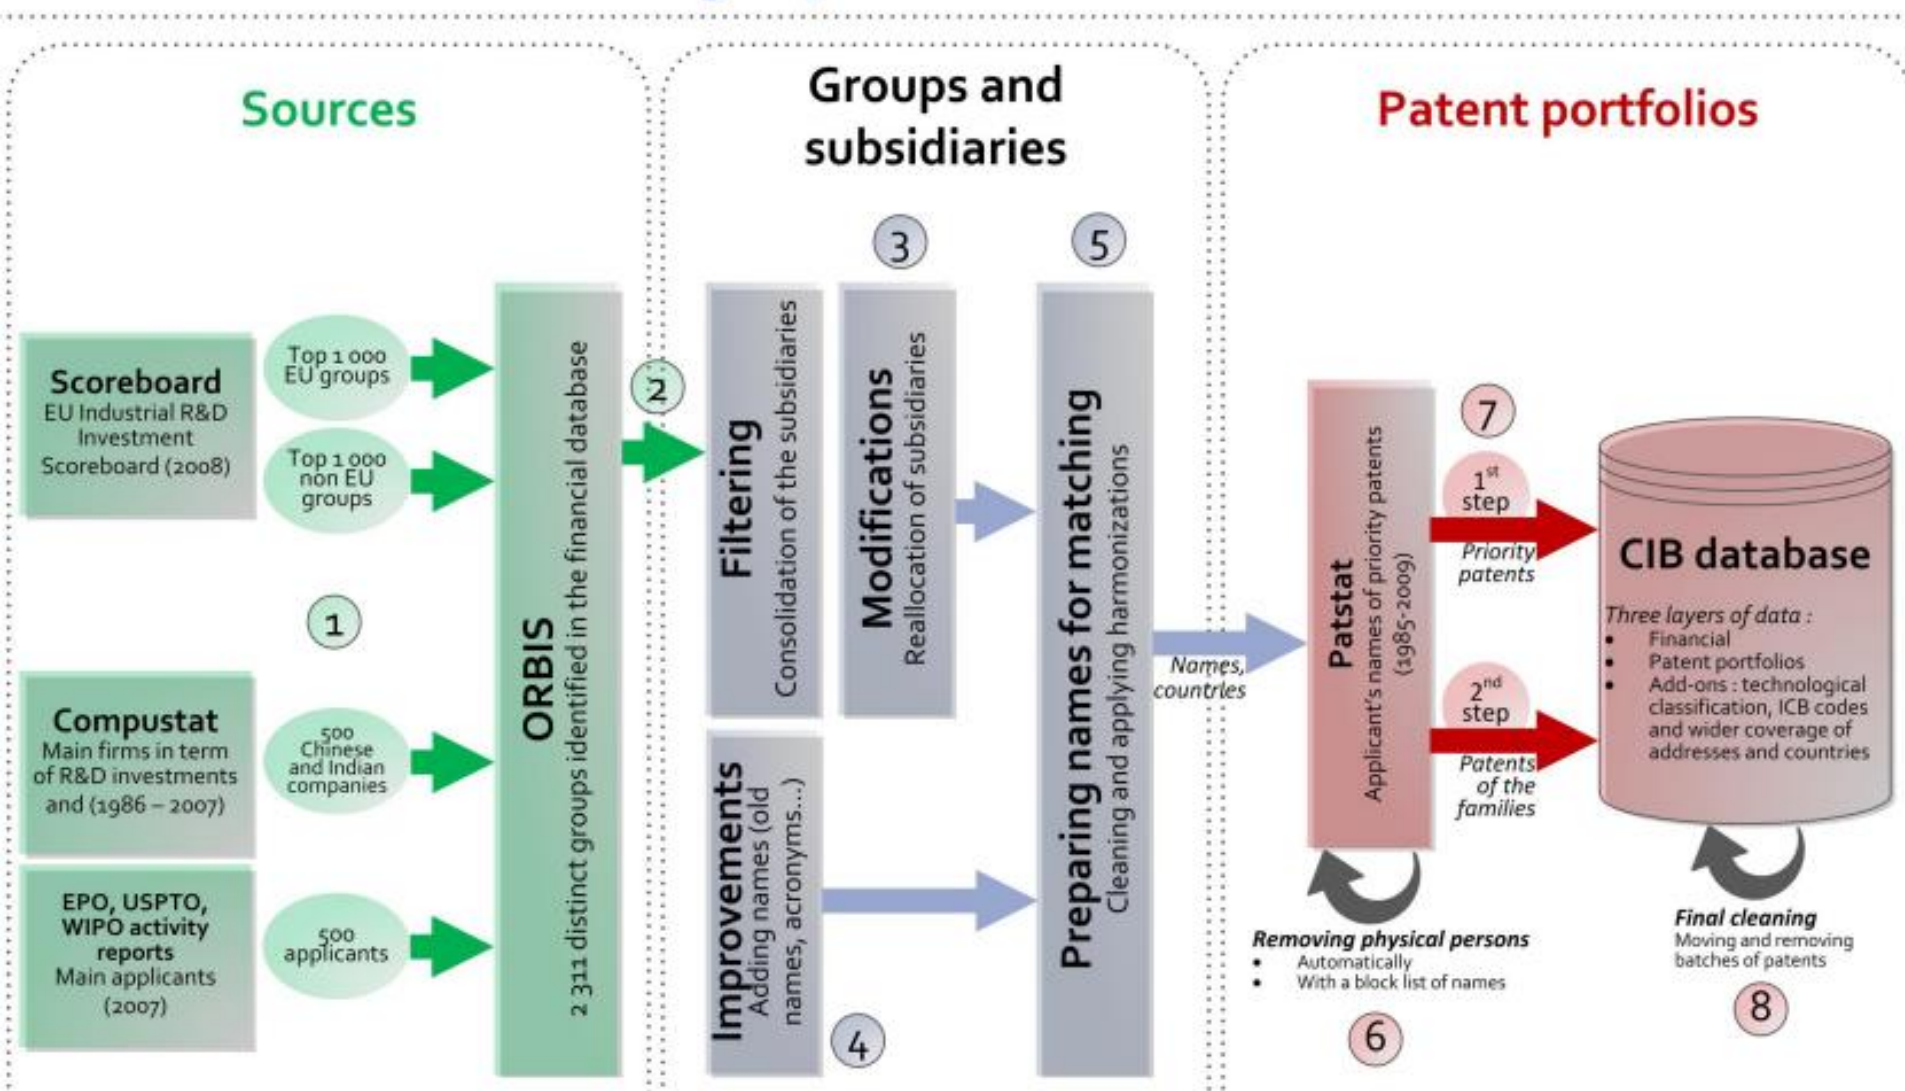 Sources
Scoreboard
EU Industrial R&D
Investment
Scoreboard (2008)
Top 1 000
EU groups
Top 1 000
non EU
groups
1
Compustat
Main firms in term
of R&D investments
and (1986 – 2007)
500
Chinese
and Indian
companies
EPO, USPTO,
WIPO activity
reports
Main applicants
(2007)
500
applicants
ORBIS
2 311 distinct groups identified in the financial database
2
Groups and
subsidiaries
Filtering
Consolidation of the subsidiaries
3
Modifications
Reallocation of subsidiaries
Improvements
Adding names (old
names, acronyms...)
4
5
Preparing names for matching
Cleaning and applying harmonizations
Names,
countries
Patent portfolios
Patstat
Applicant's names of priority patents
(1985-2009)
7
1st
step
Priority
patents
2nd
step
Patents
of the
families
Removing physical persons
• Automatically
• With a block list of names
6
CIB database
Three layers of data :
• Financial
• Patent portfolios
• Add-ons : technological
classification, ICB codes
and wider coverage of
addresses and countries
Final cleaning
Moving and removing
batches of patents
8